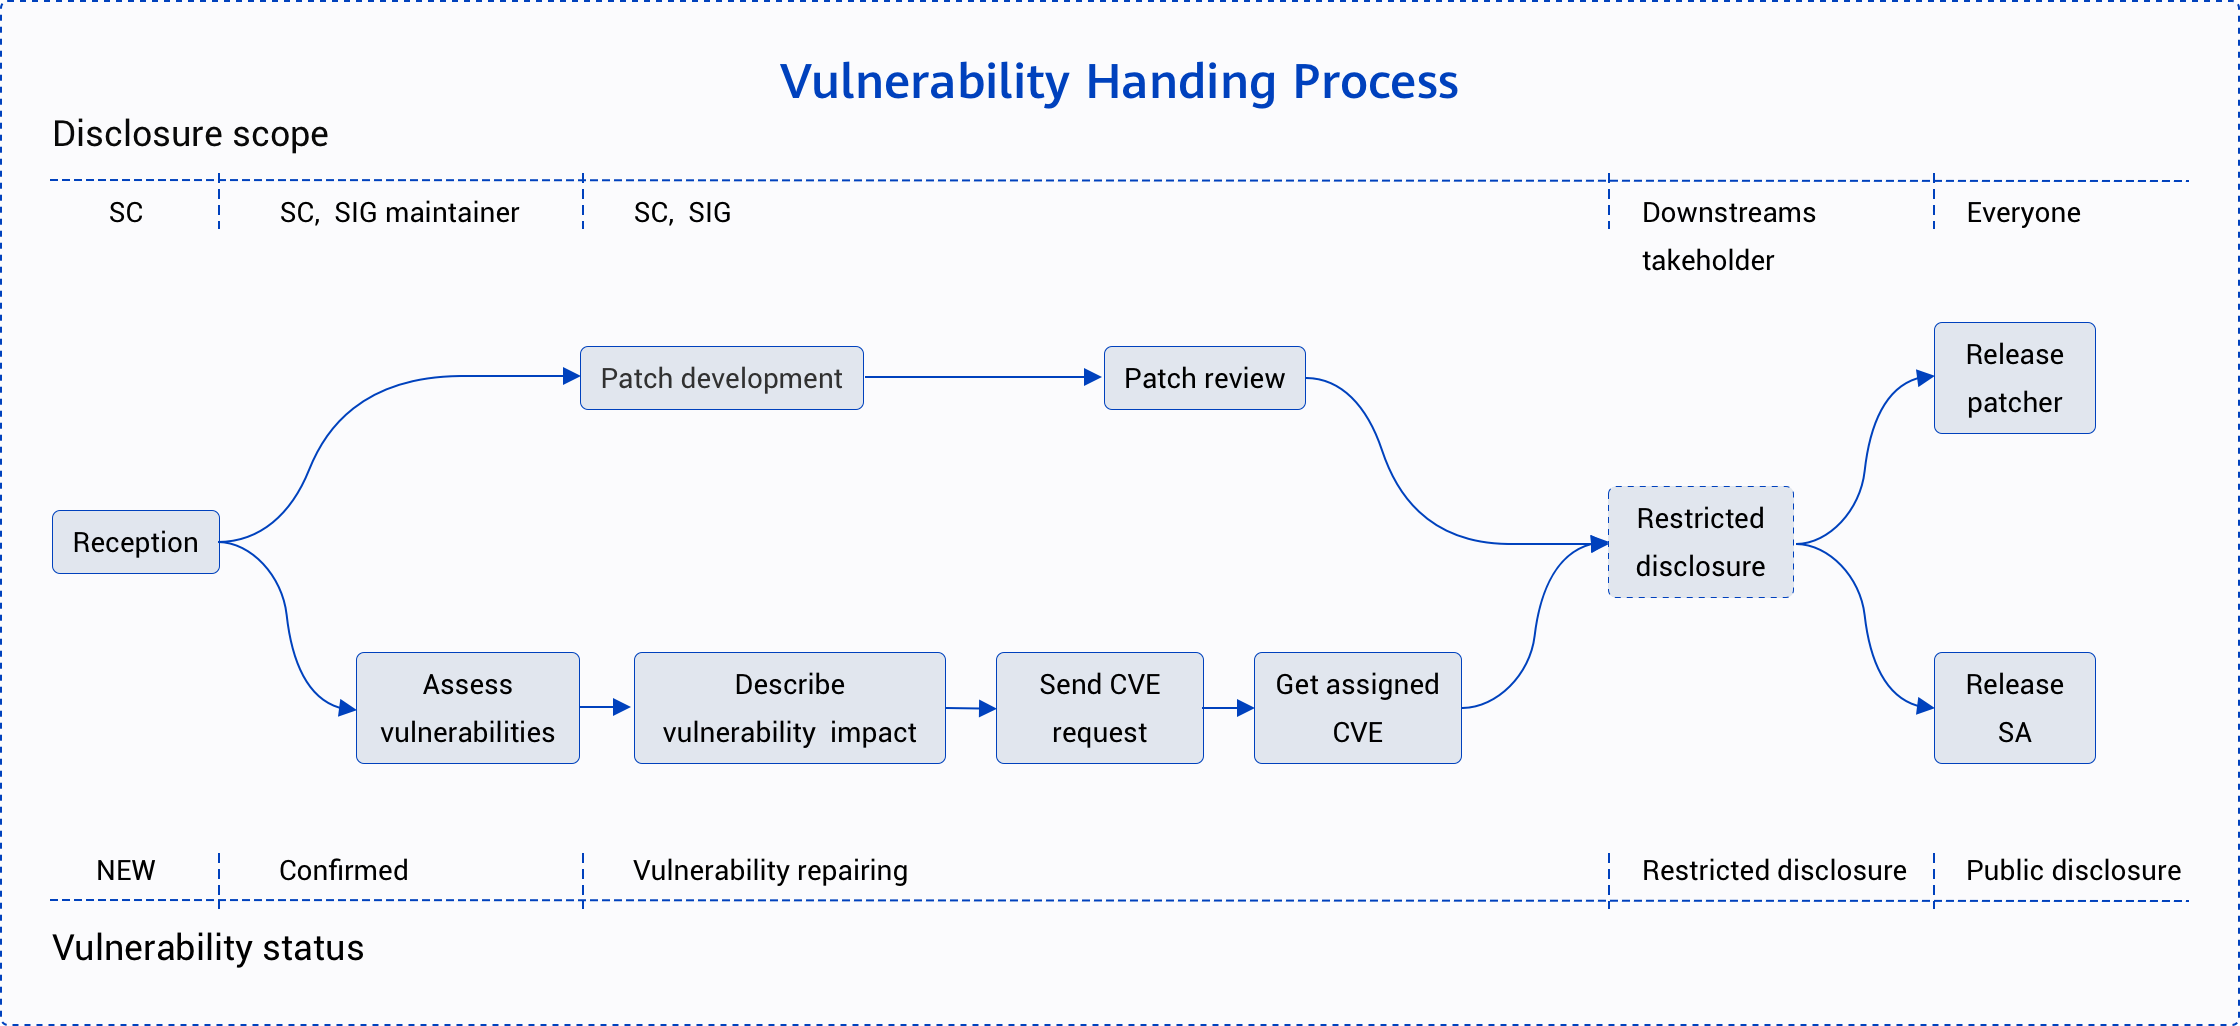 Vulnerability Handing Process
Disclosure scope
SC
SC, SIG maintainer
SC, SIG
Downstreams
takeholder
Everyone
Patch development
Patch review
Release
patcher
Reception
Restricted
disclosure
Assess
vulnerabilities
Describe
vulnerability impact
Send CVE
request
Get assigned
CVE
Release
SA
NEW
Confirmed
Vulnerability repairing
Restricted disclosure
Public disclosure
Vulnerability status